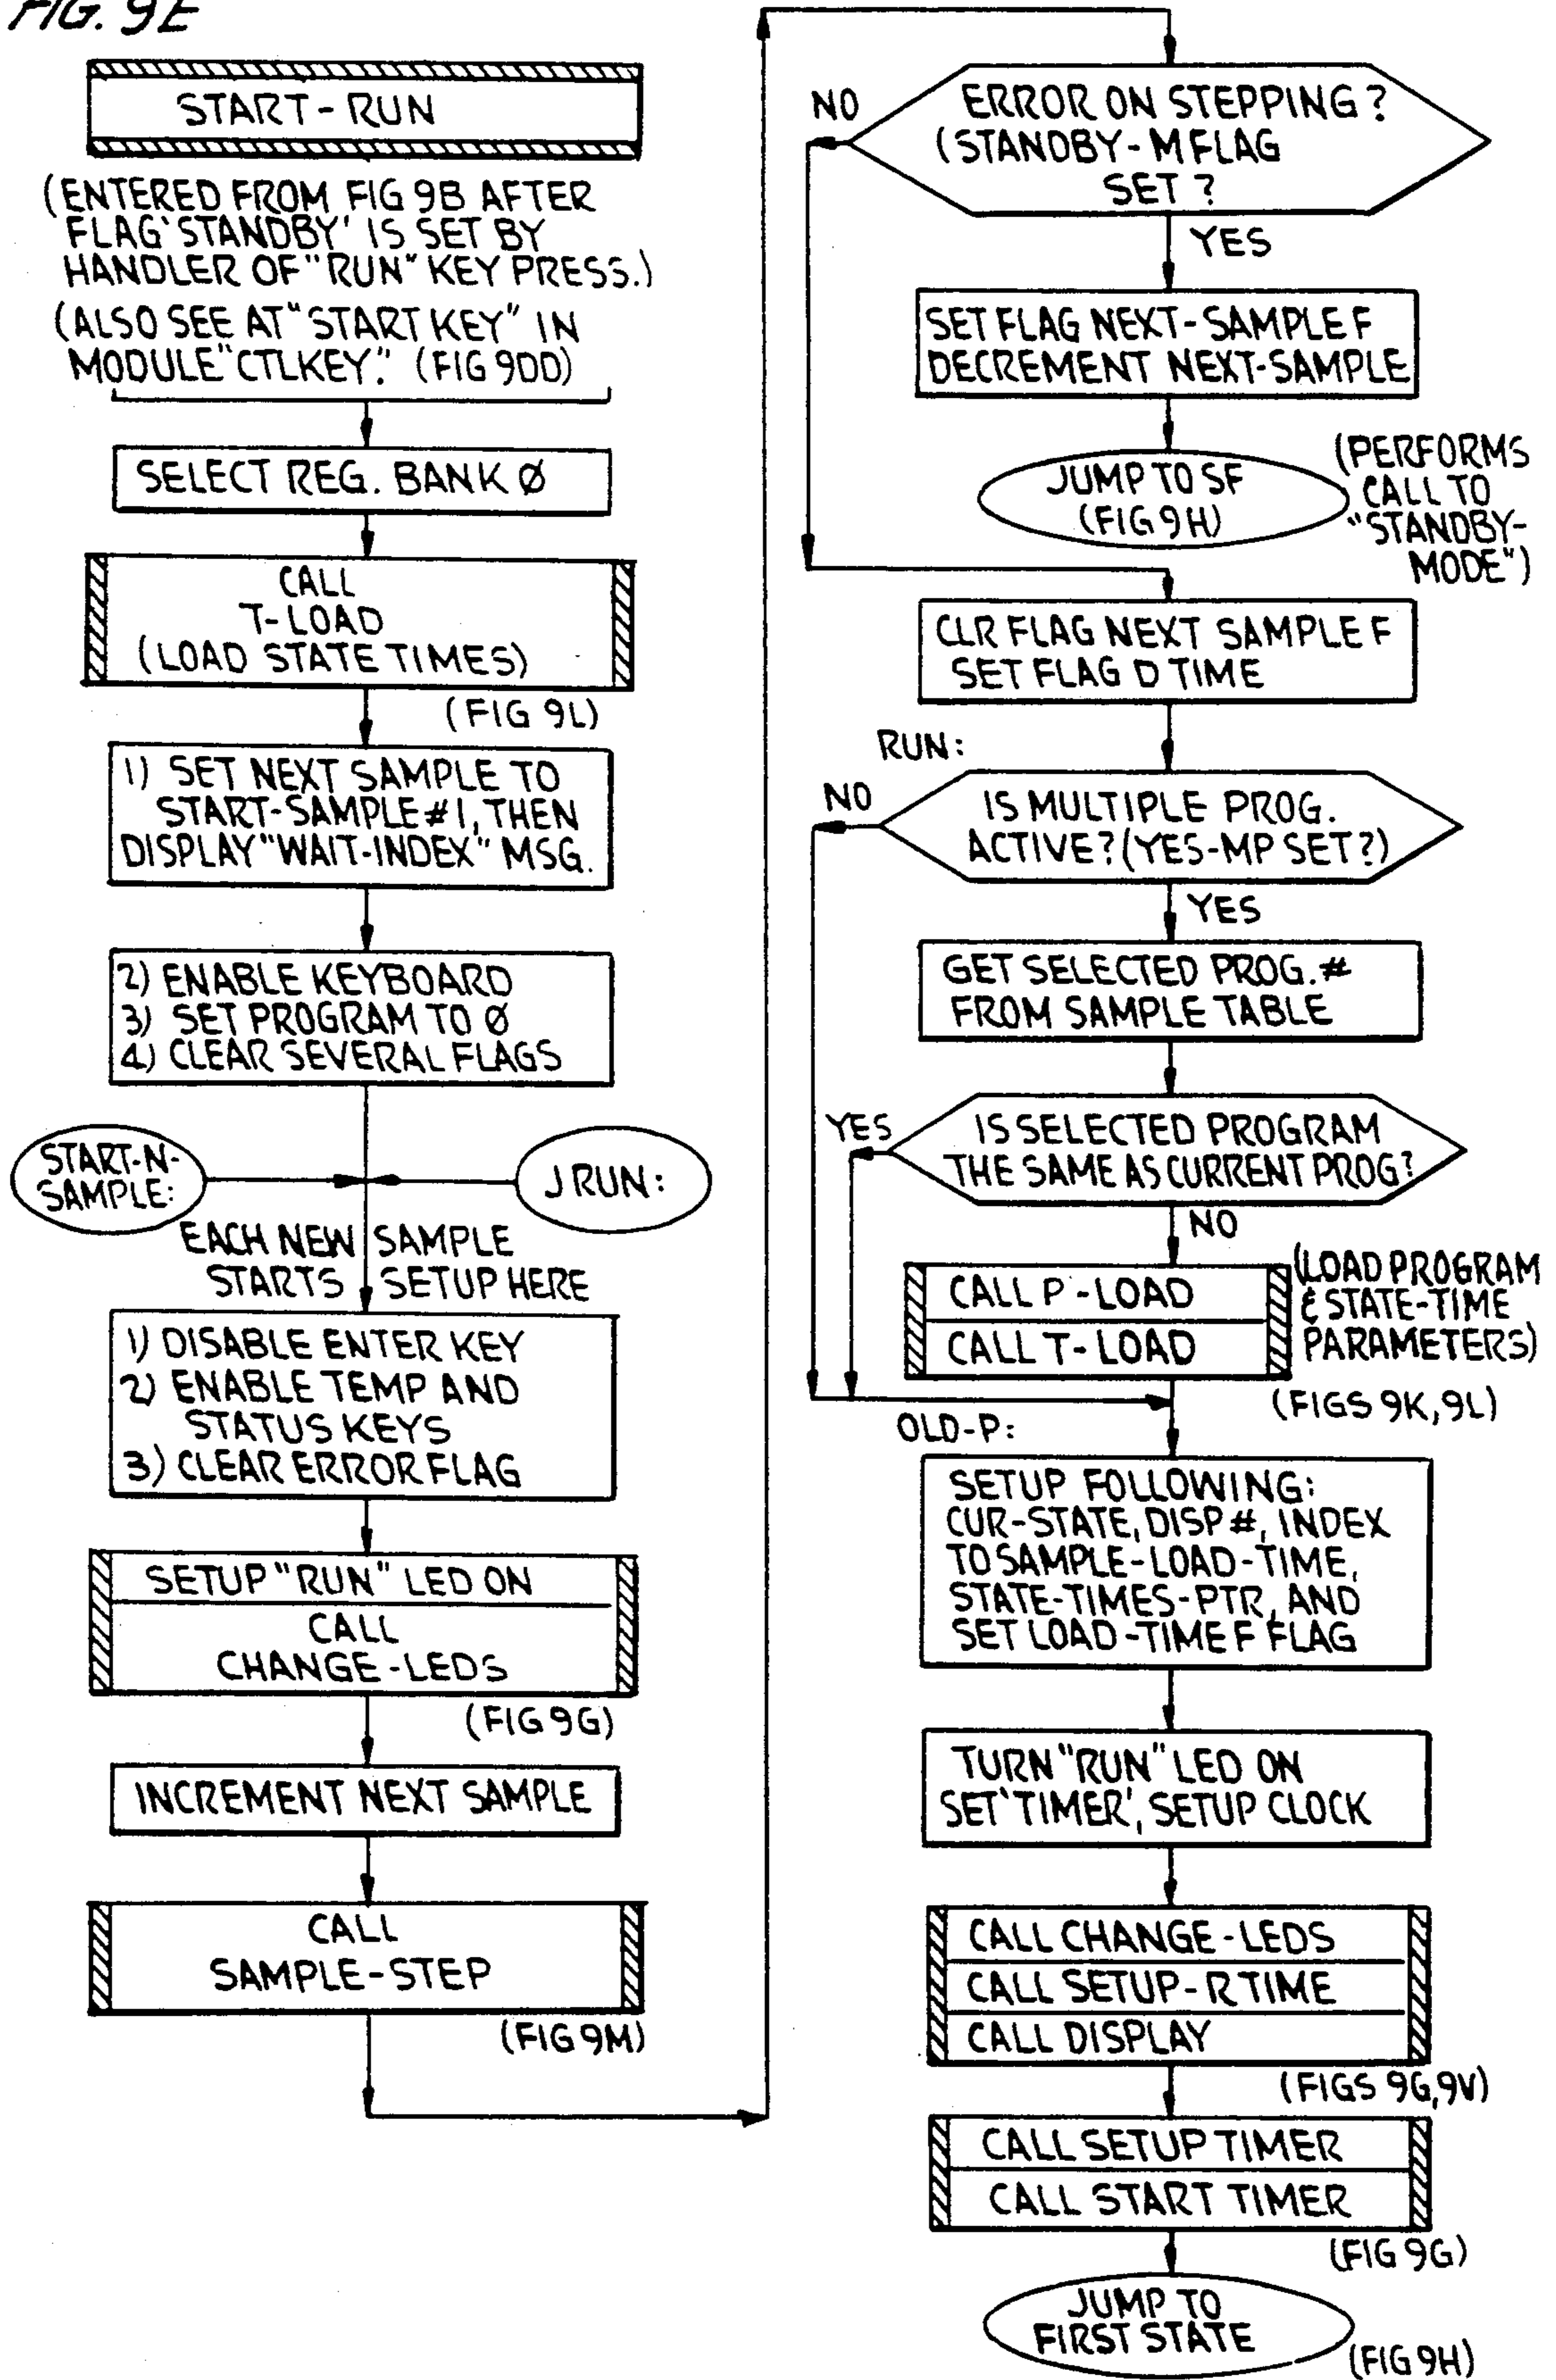 FIG. 9E
START-RUN
(ENTERED FROM FIG 9B AFTER
FLAG 'STANDBY' IS SET BY
HANDLER OF "RUN" KEY PRESS.)
(ALSO SEE AT "START KEY" IN
MODULE "CTLKEY." (FIG 9DD)
SELECT REG. BANK Ø
CALL
T-LOAD
(LOAD STATE TIMES)
(FIG 9L)
1) SET NEXT SAMPLE TO
START-SAMPLE #1, THEN
DISPLAY "WAIT-INDEX" MSG.
2) ENABLE KEYBOARD
3) SET PROGRAM TO Ø
4) CLEAR SEVERAL FLAGS
START-N-
SAMPLE:
J RUN:
EACH NEW SAMPLE
STARTS SETUP HERE
1) DISABLE ENTER KEY
2) ENABLE TEMP AND
STATUS KEYS
3) CLEAR ERROR FLAG
SETUP "RUN" LED ON
CALL
CHANGE-LEDS
(FIG 9G)
INCREMENT NEXT SAMPLE
CALL
SAMPLE-STEP
(FIG 9M)
ERROR ON STEPPING?
(STANDBY-M FLAG
SET?
NO
YES
SET FLAG NEXT-SAMPLE F
DECREMENT NEXT-SAMPLE
JUMP TO SF
(FIG 9H)
(PERFORMS
CALL TO
"STANDBY-
MODE")
CLR FLAG NEXT SAMPLE F
SET FLAG D TIME
RUN:
NO
IS MULTIPLE PROG.
ACTIVE? (YES-MP SET?)
YES
GET SELECTED PROG. #
FROM SAMPLE TABLE
YES
IS SELECTED PROGRAM
THE SAME AS CURRENT PROG?
NO
CALL P-LOAD
CALL T-LOAD
(LOAD PROGRAM
& STATE-TIME
PARAMETERS)
(FIGS 9K, 9L)
OLD-P:
SETUP FOLLOWING:
CUR-STATE, DISP #, INDEX
TO SAMPLE-LOAD-TIME,
STATE-TIMES-PTR, AND
SET LOAD-TIME F FLAG
TURN "RUN" LED ON
SET 'TIMER', SETUP CLOCK
CALL CHANGE-LEDS
CALL SETUP-R TIME
CALL DISPLAY
(FIGS 9G, 9V)
CALL SETUP TIMER
CALL START TIMER
(FIG 9G)
JUMP TO
FIRST STATE
(FIG 9H)